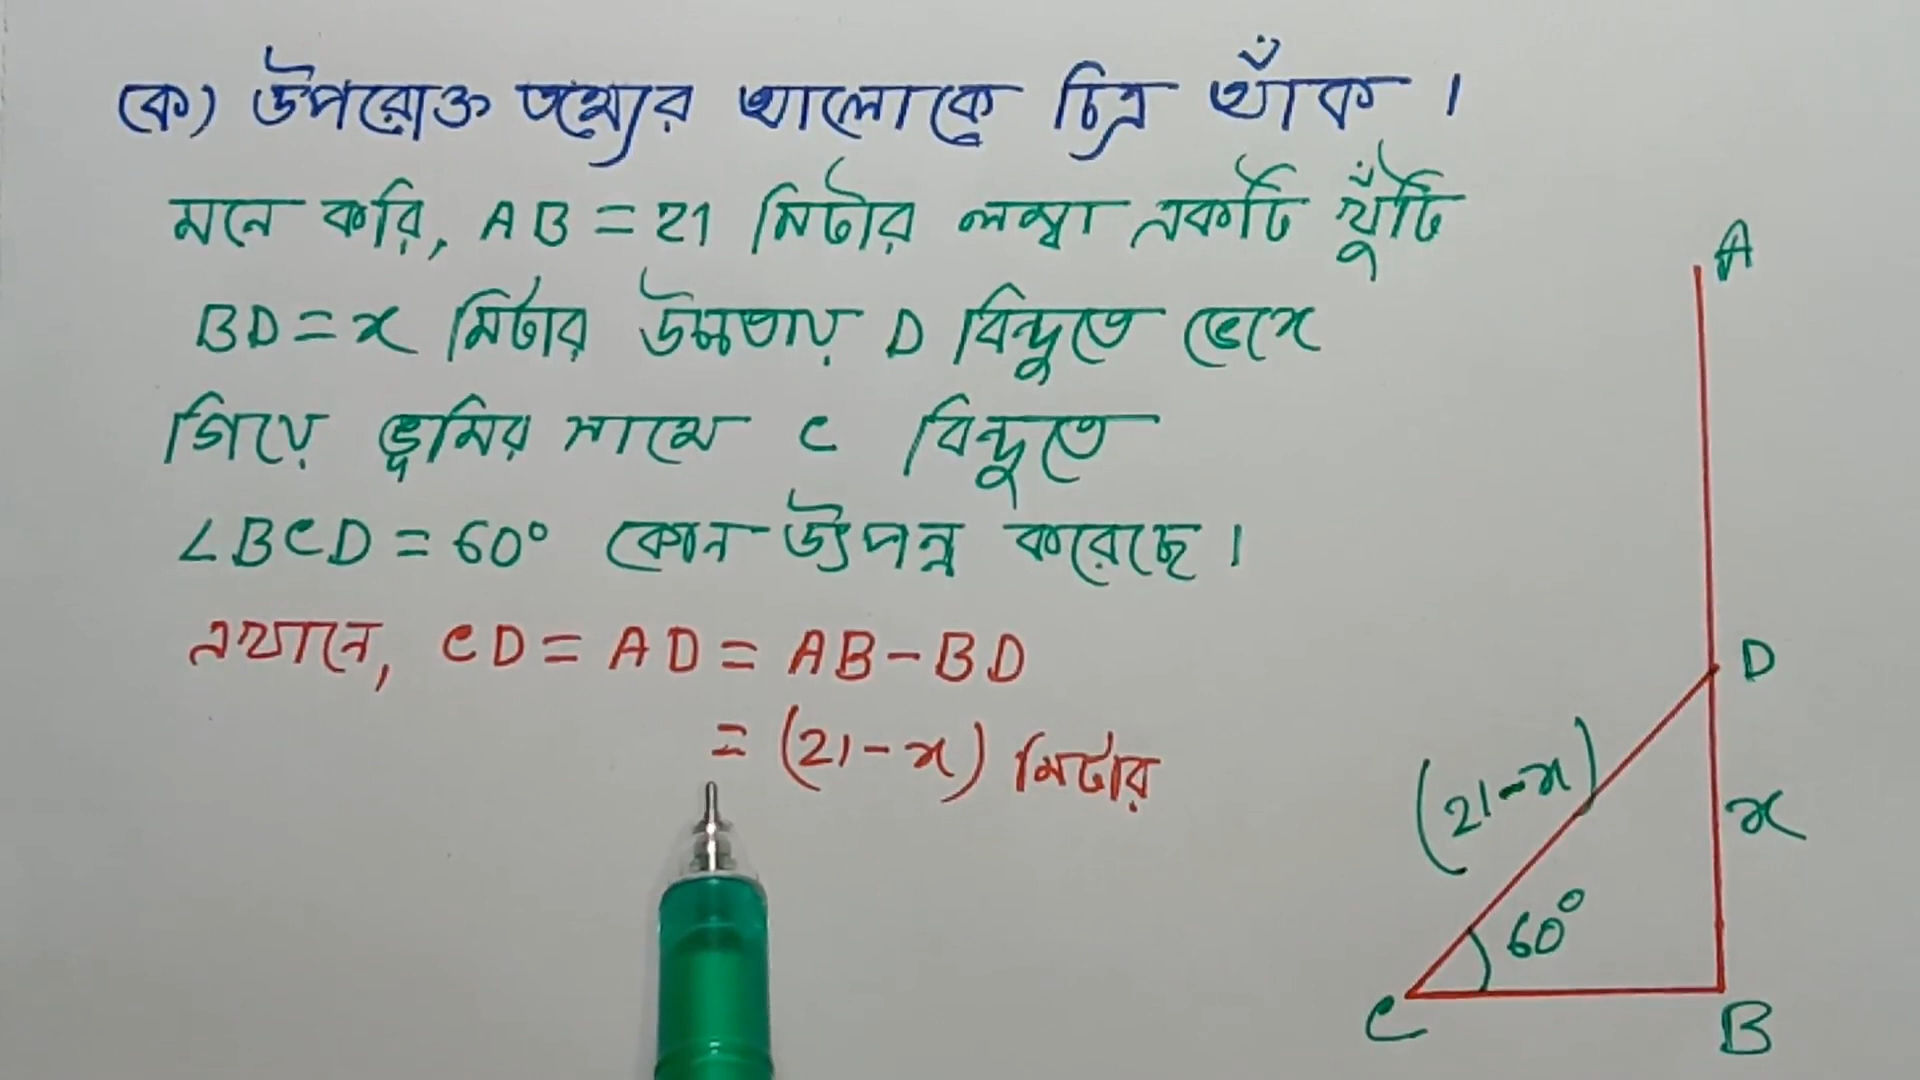 (ক) উপরোক্ত তথ্যের আলোকে চিত্র আঁক ।
মনে করি, AB = 21 মিটার লম্বা একটি খুঁটি
BD = x মিটার উচ্চতায় D বিন্দুতে ভেঙ্গে
গিয়ে ভূমির সাথে C বিন্দুতে
∠BCD = 60° কোন উৎপন্ন করেছে ।
এখানে, CD = AD = AB - BD
= (21 - x) মিটার
A
D
(21-x)
x
60°
C
B